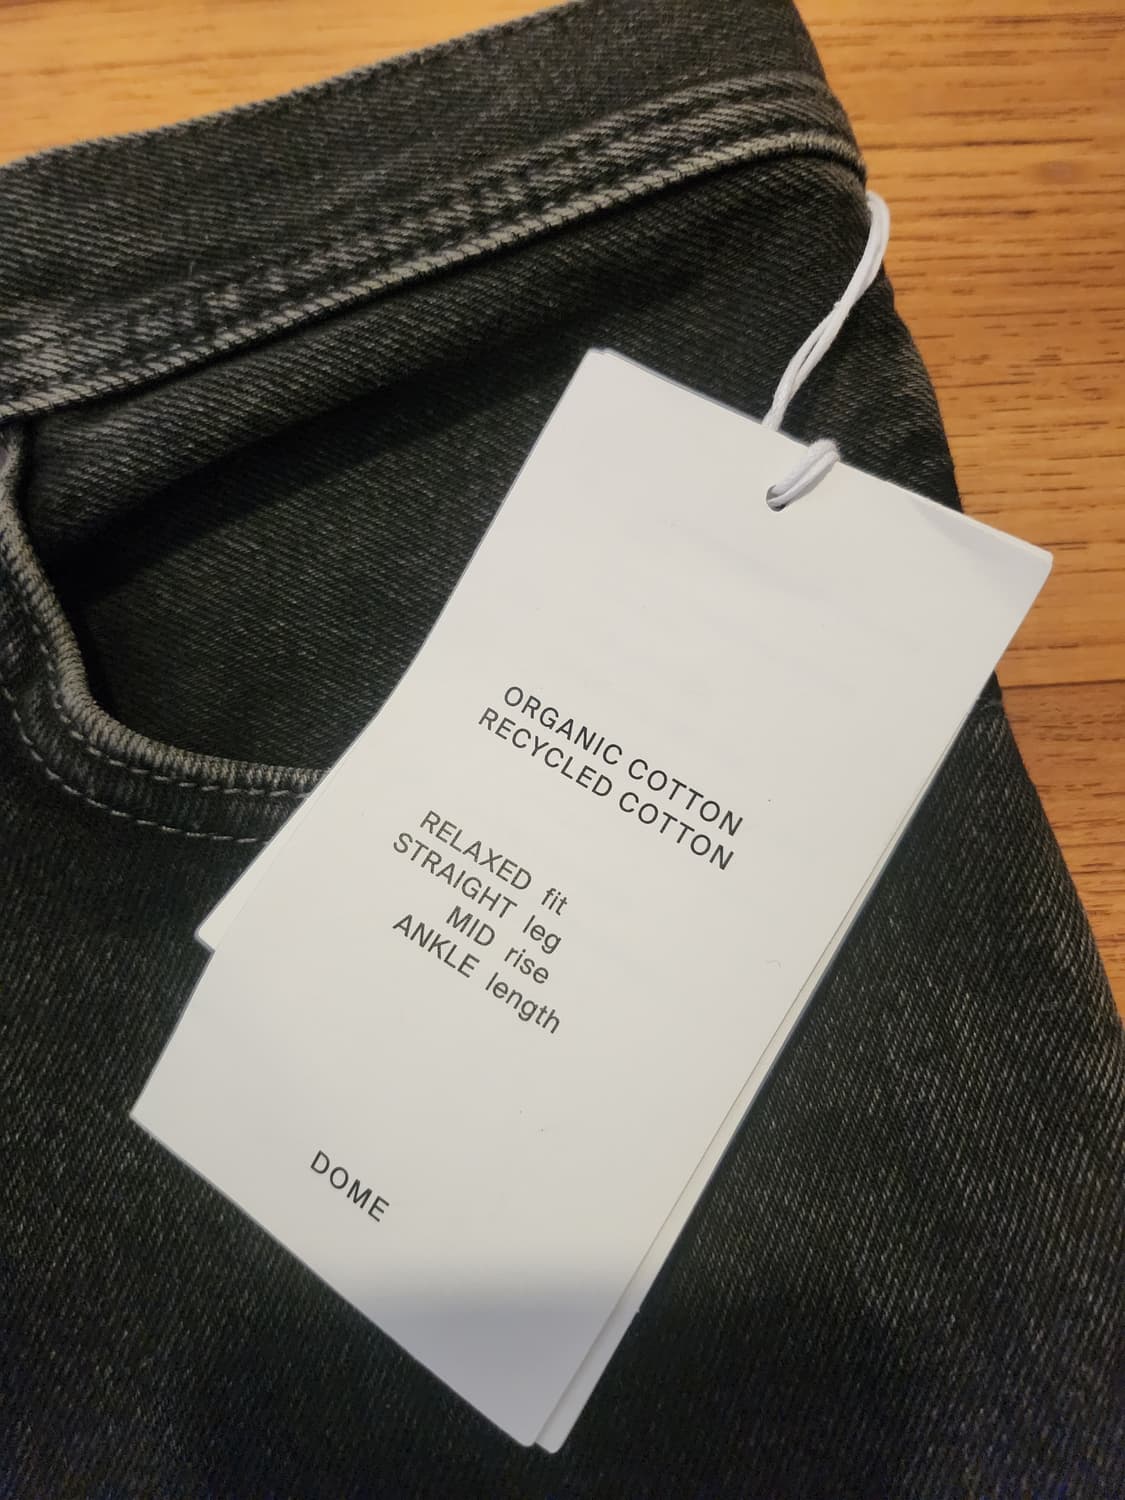 ORGANIC COTTON
RECYCLED COTTON
RELAXED fit
STRAIGHT leg
MID rise
ANKLE length
DOME